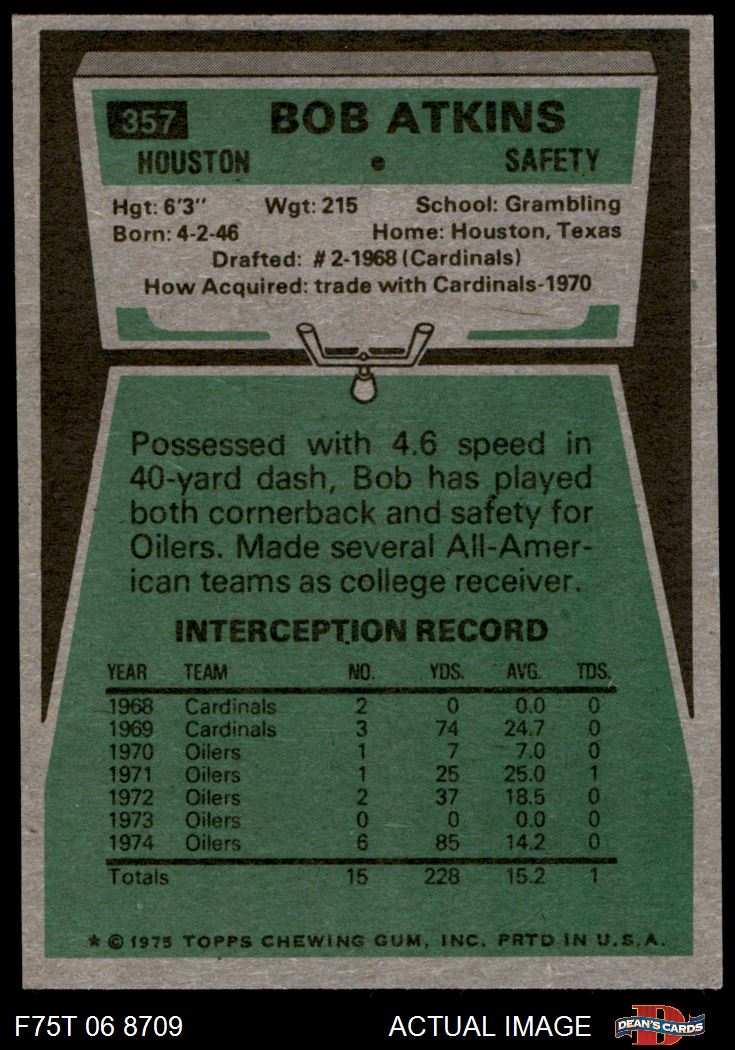 357 BOB ATKINS
HOUSTON • SAFETY
Hgt: 6'3" Wgt: 215 School: Grambling
Born: 4-2-46 Home: Houston, Texas
Drafted: #2-1968 (Cardinals)
How Acquired: trade with Cardinals-1970
Possessed with 4.6 speed in
40-yard dash, Bob has played
both cornerback and safety for
Oilers. Made several All-Amer-
ican teams as college receiver.
INTERCEPTION RECORD
YEAR TEAM NO. YDS. AVG. TDS.
1968 Cardinals 2 0 0.0 0
1969 Cardinals 3 74 24.7 0
1970 Oilers 1 7 7.0 0
1971 Oilers 1 25 25.0 1
1972 Oilers 2 37 18.5 0
1973 Oilers 0 0 0.0 0
1974 Oilers 6 85 14.2 0
Totals 15 228 15.2 1
* © 1975 TOPPS CHEWING GUM, INC. PRTD IN U.S.A.
F75T 06 8709 ACTUAL IMAGE D DEAN'S CARDS